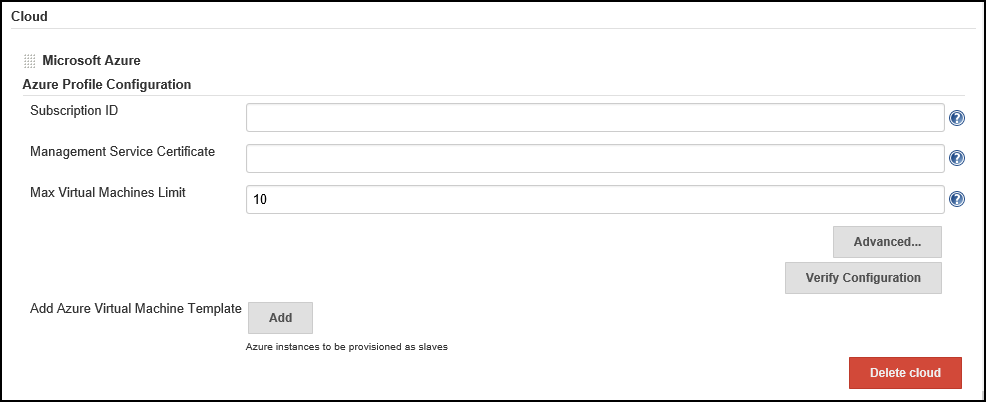 Cloud
Microsoft Azure
Azure Profile Configuration
Subscription ID
?
Management Service Certificate
?
Max Virtual Machines Limit
10
?
Advanced...
Verify Configuration
Add Azure Virtual Machine Template
Add
Azure instances to be provisioned as slaves
Delete cloud